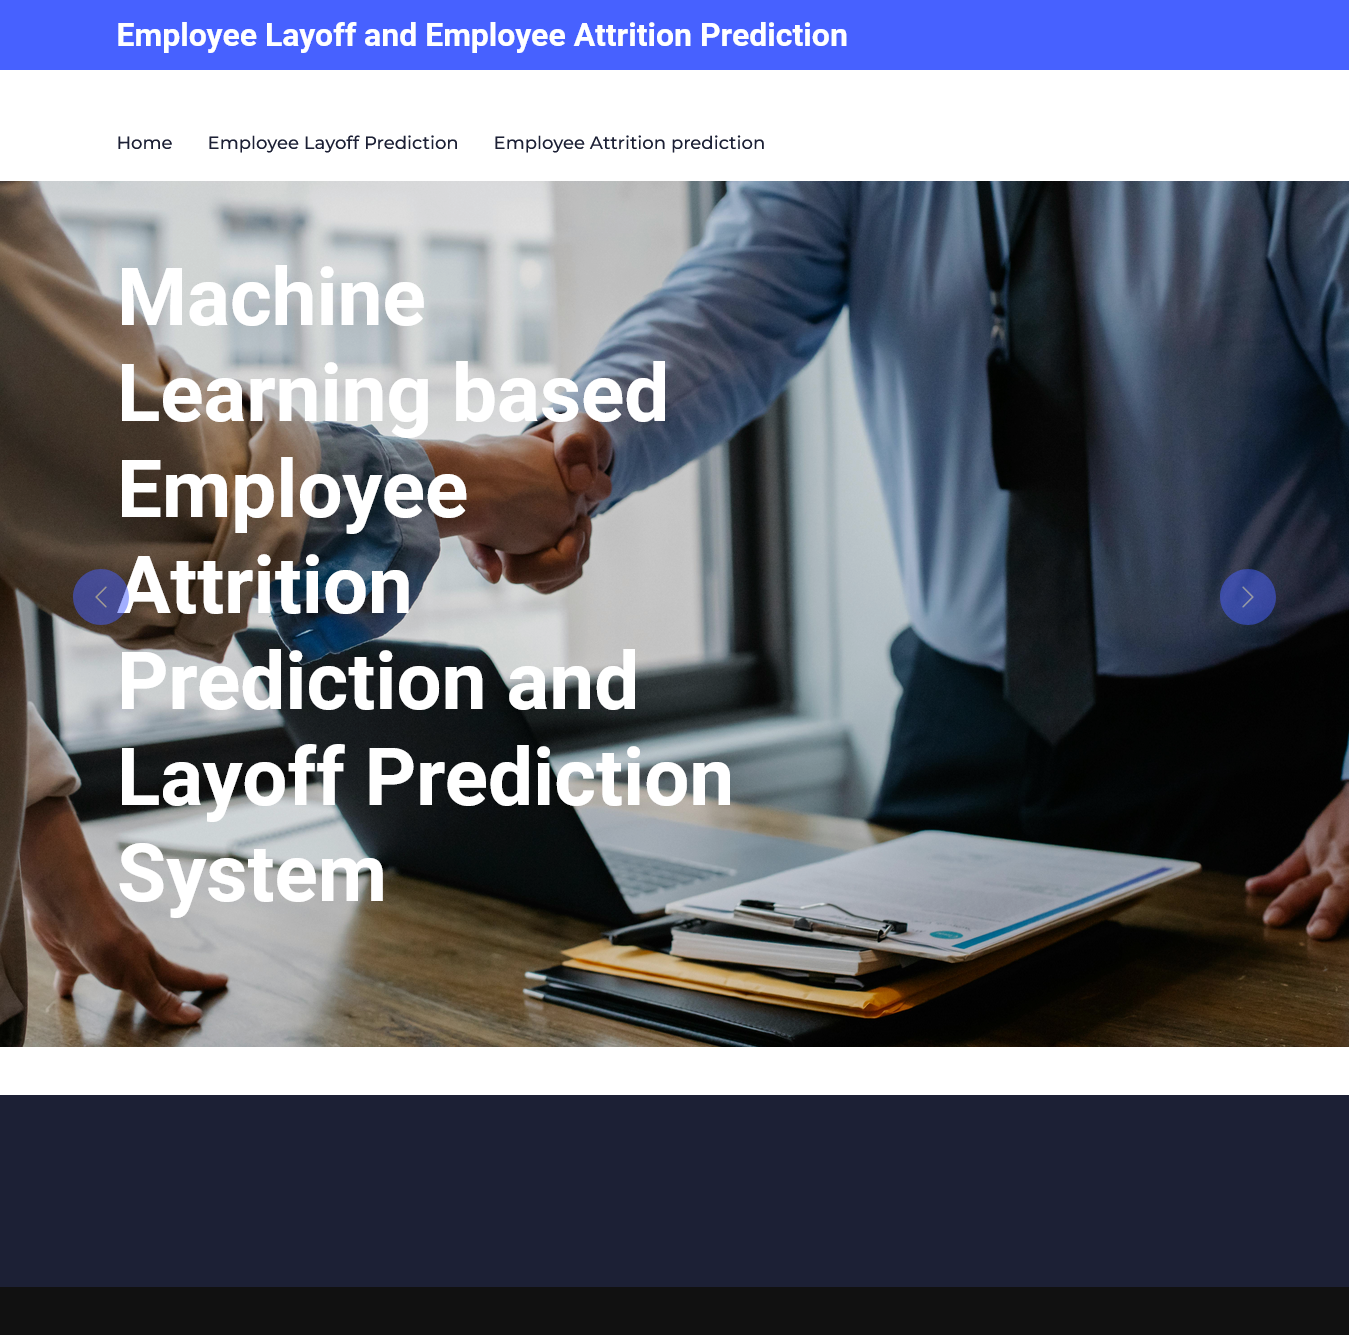 Employee Layoff and Employee Attrition Prediction
Home Employee Layoff Prediction Employee Attrition prediction
Machine
Learning based
Employee
Attrition
Prediction and
Layoff Prediction
System